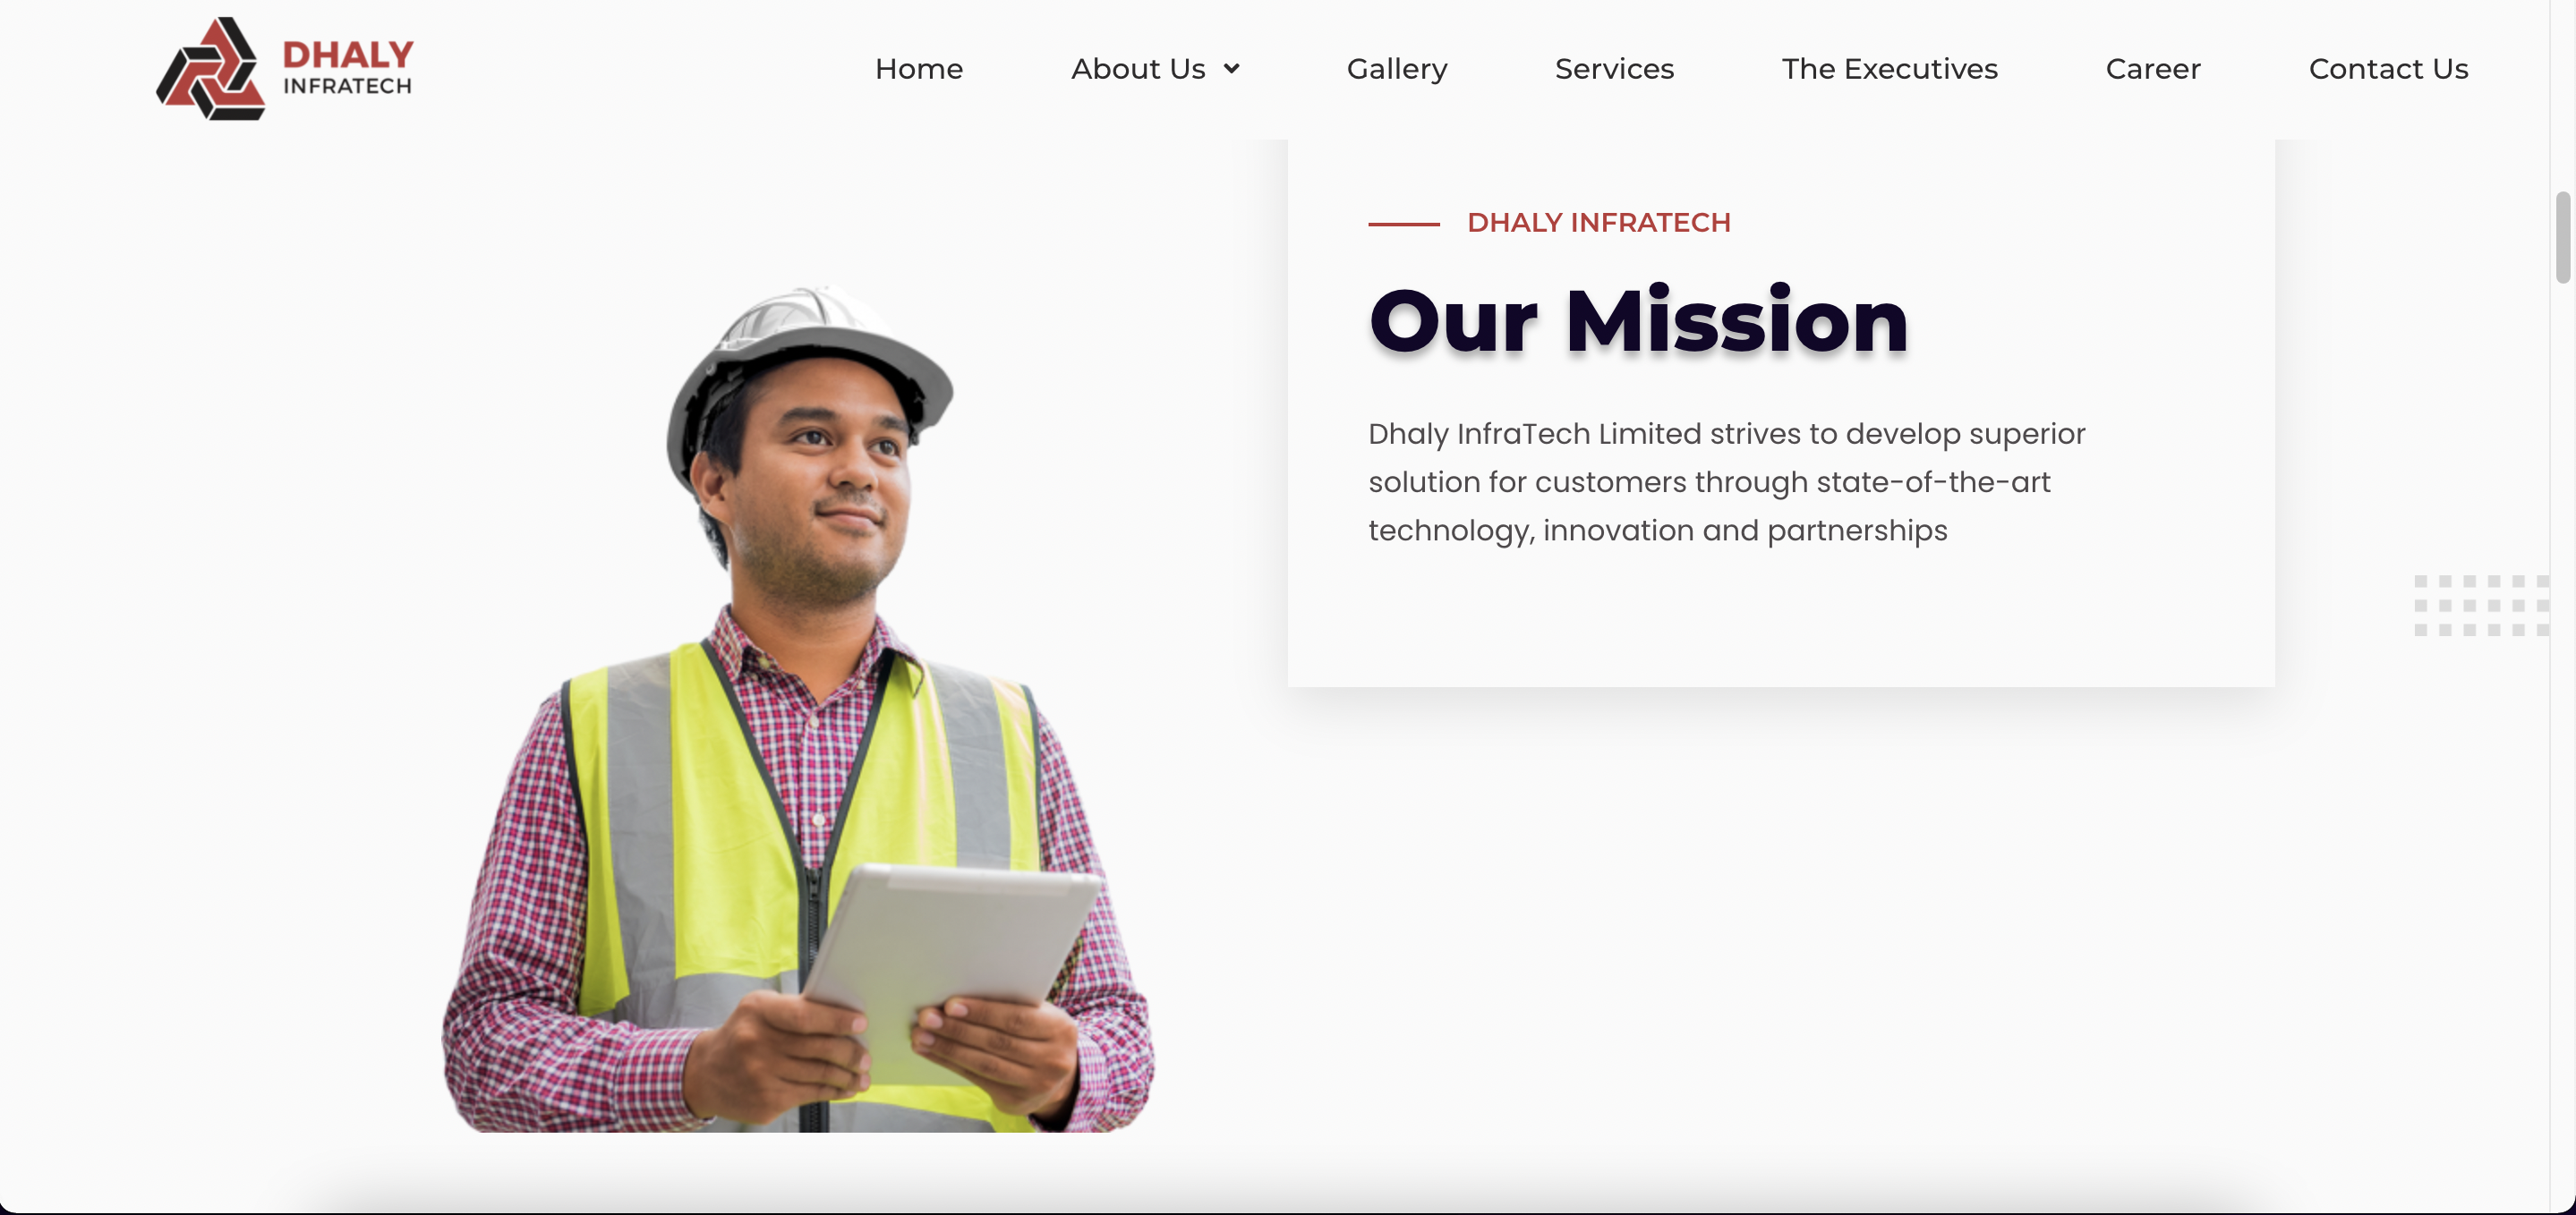 DHALY
INFRATECH
Home
About Us
Gallery
Services
The Executives
Career
Contact Us
DHALY INFRATECH
Our Mission
Dhaly InfraTech Limited strives to develop superior
solution for customers through state-of-the-art
technology, innovation and partnerships